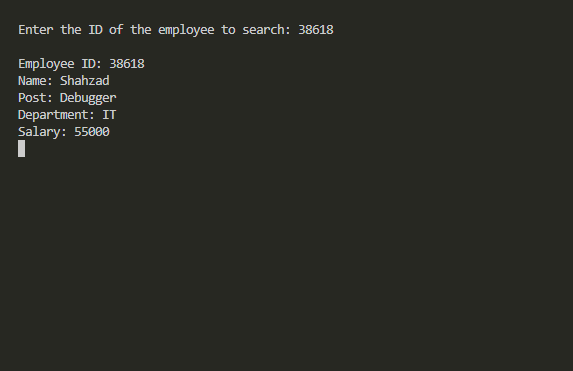 Enter the ID of the employee to search: 38618
Employee ID: 38618
Name: Shahzad
Post: Debugger
Department: IT
Salary: 55000